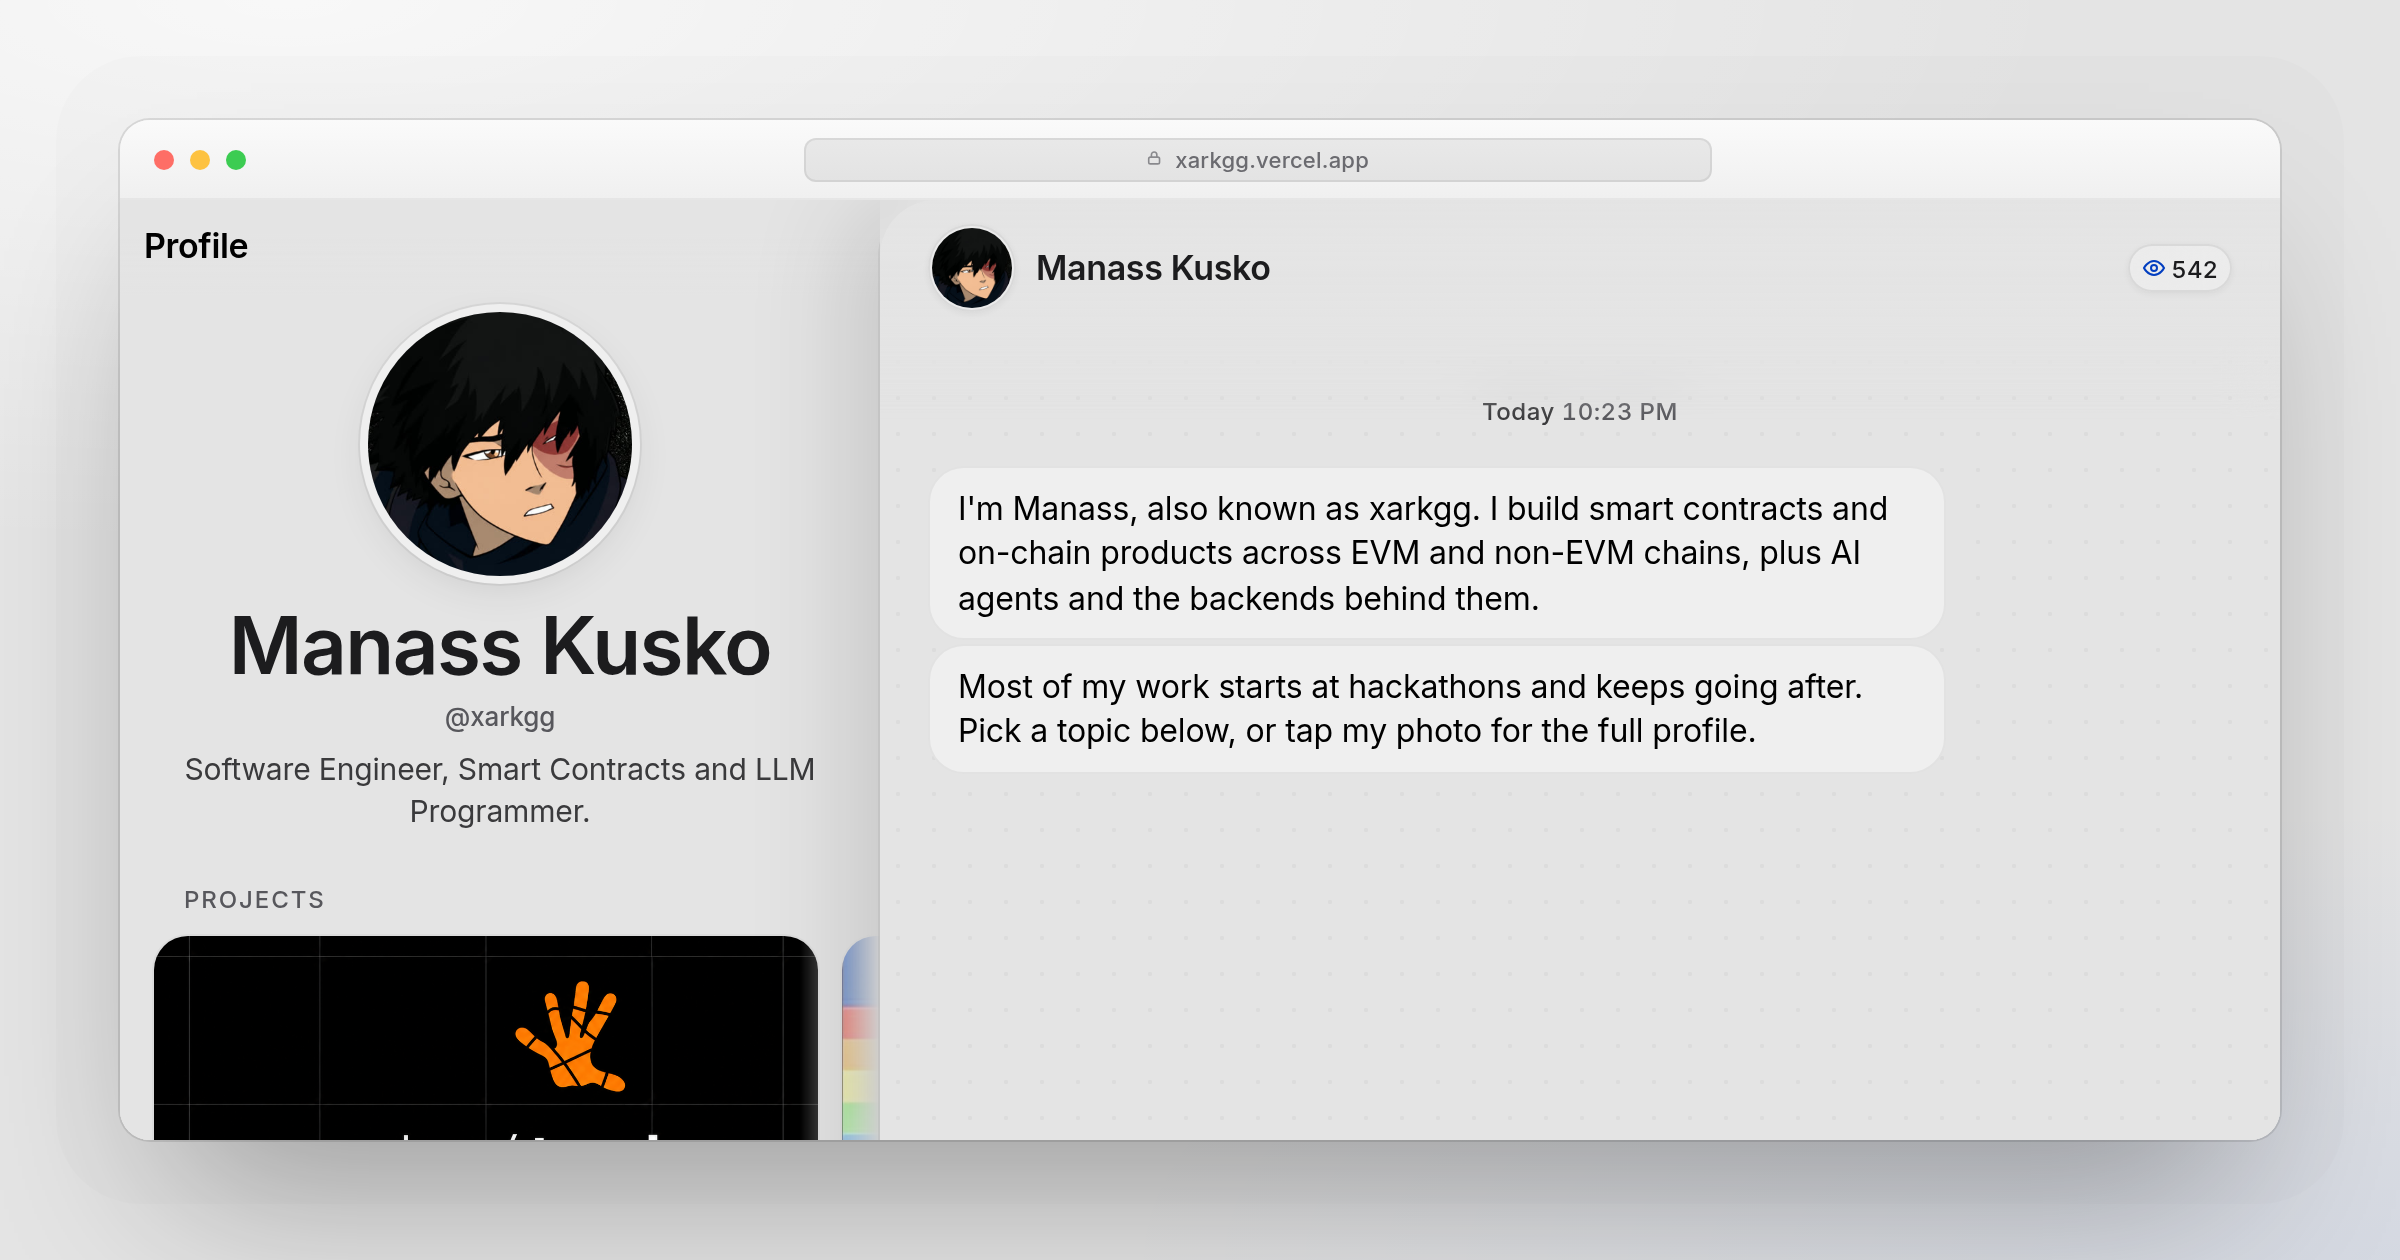 xarkgg.vercel.app
Profile
Manass Kusko
@xarkgg
Software Engineer, Smart Contracts and LLM
Programmer.
PROJECTS
Manass Kusko
542
Today 10:23 PM
I'm Manass, also known as xarkgg. I build smart contracts and
on-chain products across EVM and non-EVM chains, plus AI
agents and the backends behind them.
Most of my work starts at hackathons and keeps going after.
Pick a topic below, or tap my photo for the full profile.